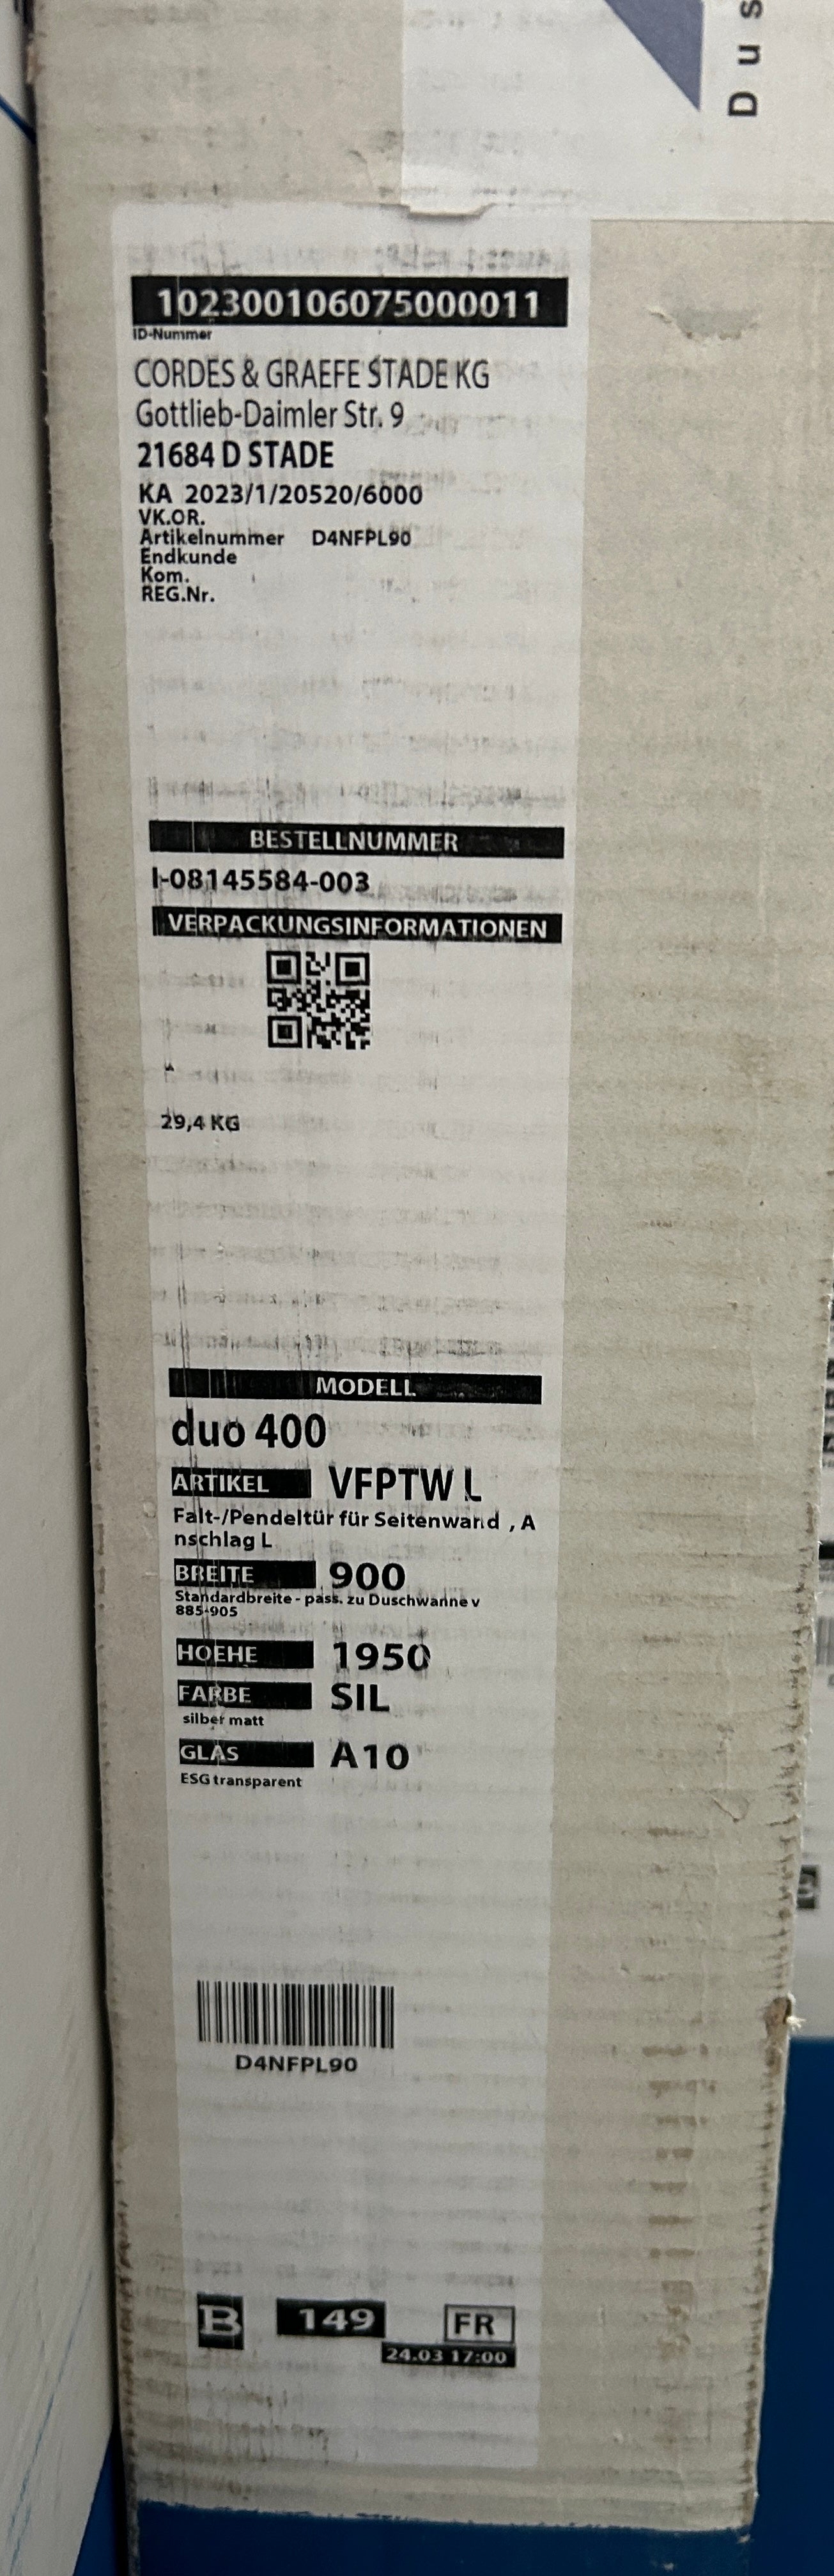 Dus
102300106075000011
ID-Nummer
CORDES & GRAEFE STADE KG
Gottlieb-Daimler Str. 9
21684 D STADE
KA 2023/1/20520/6000
VK.OR.
Artikelnummer D4NFPL90
Endkunde
Kom.
REG.Nr.
BESTELLNUMMER
I-08145584-003
VERPACKUNGSINFORMATIONEN
29,4 KG
MODELL
duo 400
ARTIKEL VFPTW L
Falt-/Pendeltür für Seitenwand , A
nschlag L
BREITE 900
Standardbreite - pass. zu Duschwanne v
885-905
HOEHE 1950
FARBE SIL
silber matt
GLAS A10
ESG transparent
D4NFPL90
B 149 FR
24.03 17:00